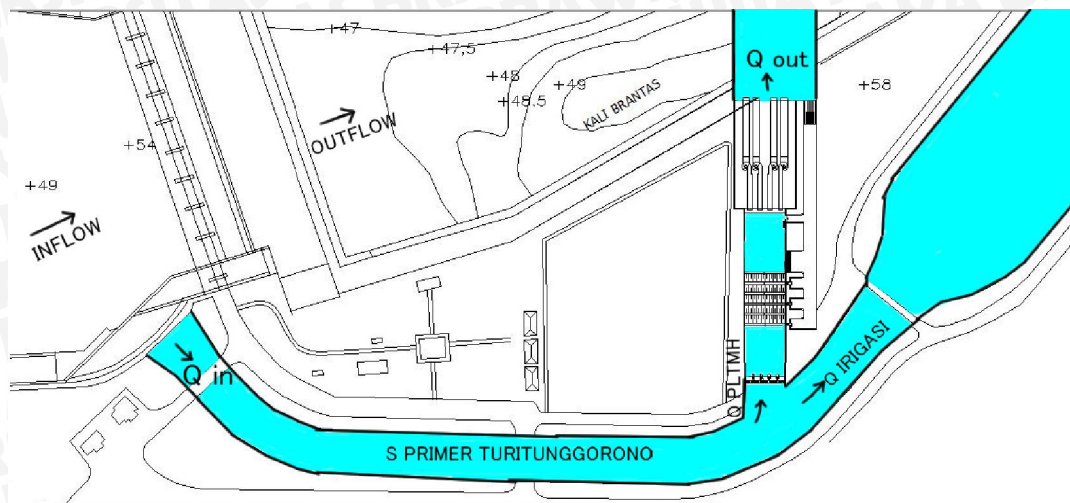 +47
+47,5
+48
+48.5
+49
KALI BRANTAS
Q out
+58
OUTFLOW
+54
+49
INFLOW
Q in
Q PLTMH
Q IRIGASI
S PRIMER TURITUNGGORONO